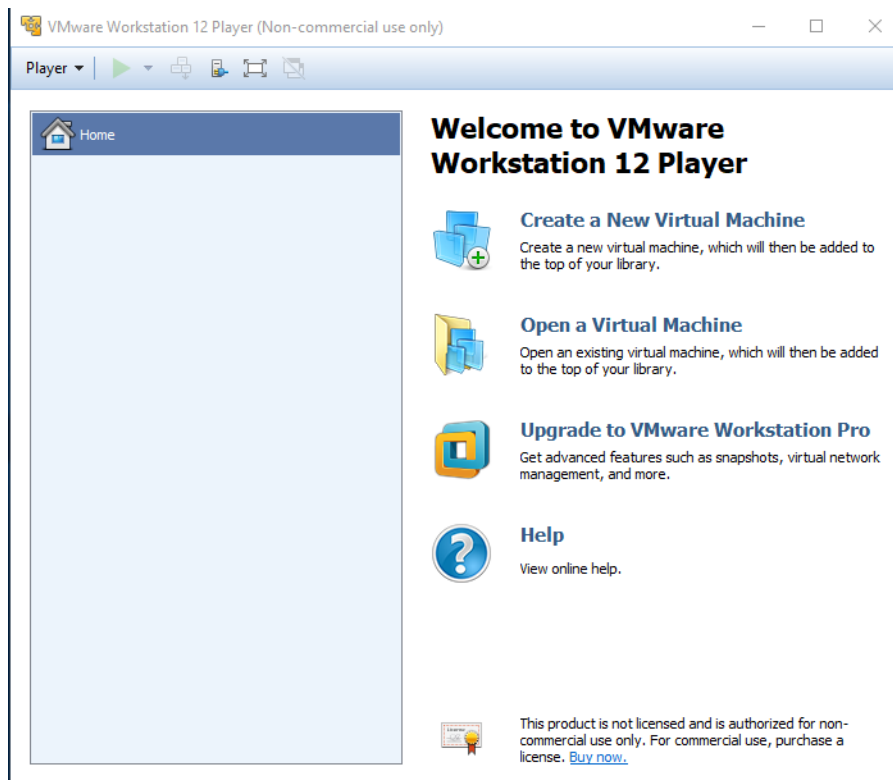 VMware Workstation 12 Player (Non-commercial use only)
Player
Home
Welcome to VMware
Workstation 12 Player
Create a New Virtual Machine
Create a new virtual machine, which will then be added to
the top of your library.
Open a Virtual Machine
Open an existing virtual machine, which will then be added
to the top of your library.
Upgrade to VMware Workstation Pro
Get advanced features such as snapshots, virtual network
management, and more.
Help
View online help.
This product is not licensed and is authorized for non-
commercial use only. For commercial use, purchase a
license. Buy now.